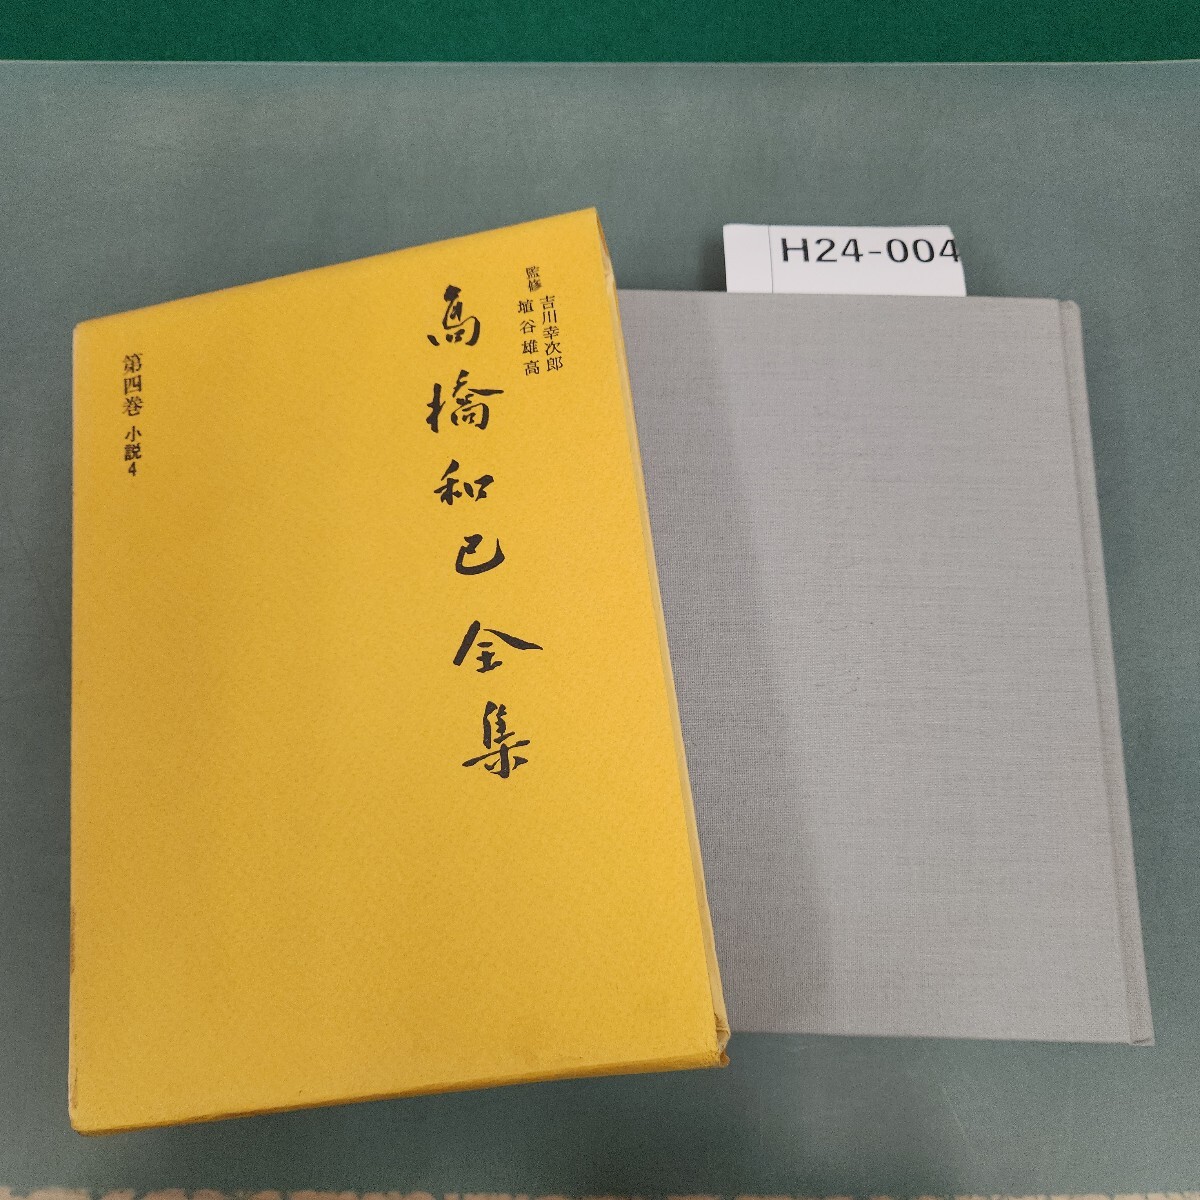 監修 吉川幸次郎
埴谷雄高
高橋和巳全集
第四巻 小説4
H24-004